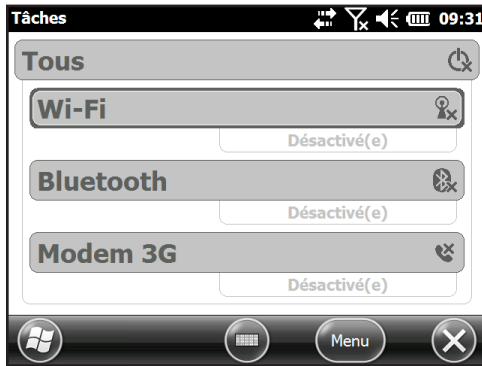 Tâches 09:31
Tous
Wi-Fi
Désactivé(e)
Bluetooth
Désactivé(e)
Modem 3G
Désactivé(e)
Menu